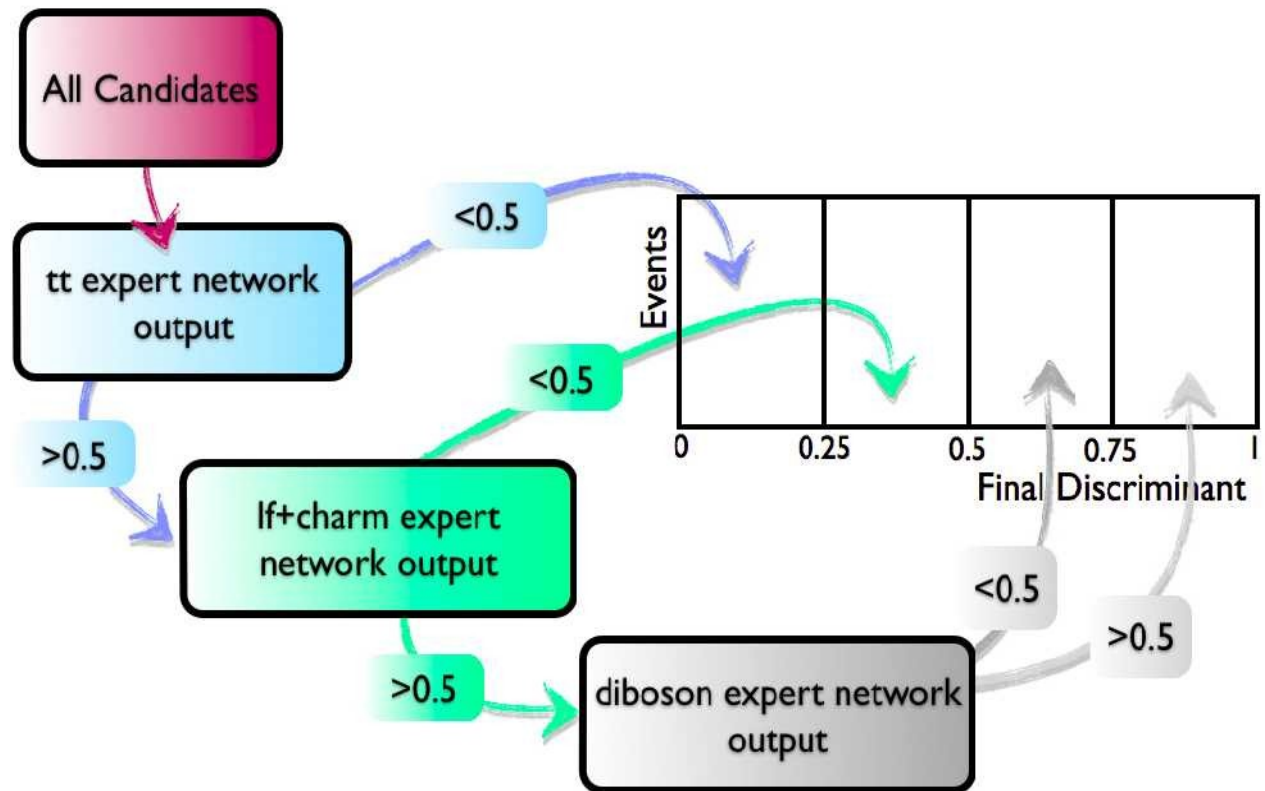 All Candidates
<0.5
tt expert network
output
Events
<0.5
>0.5
0
0.25
0.5
0.75
1
Final Discriminant
lf+charm expert
network output
<0.5
>0.5
>0.5
diboson expert network
output